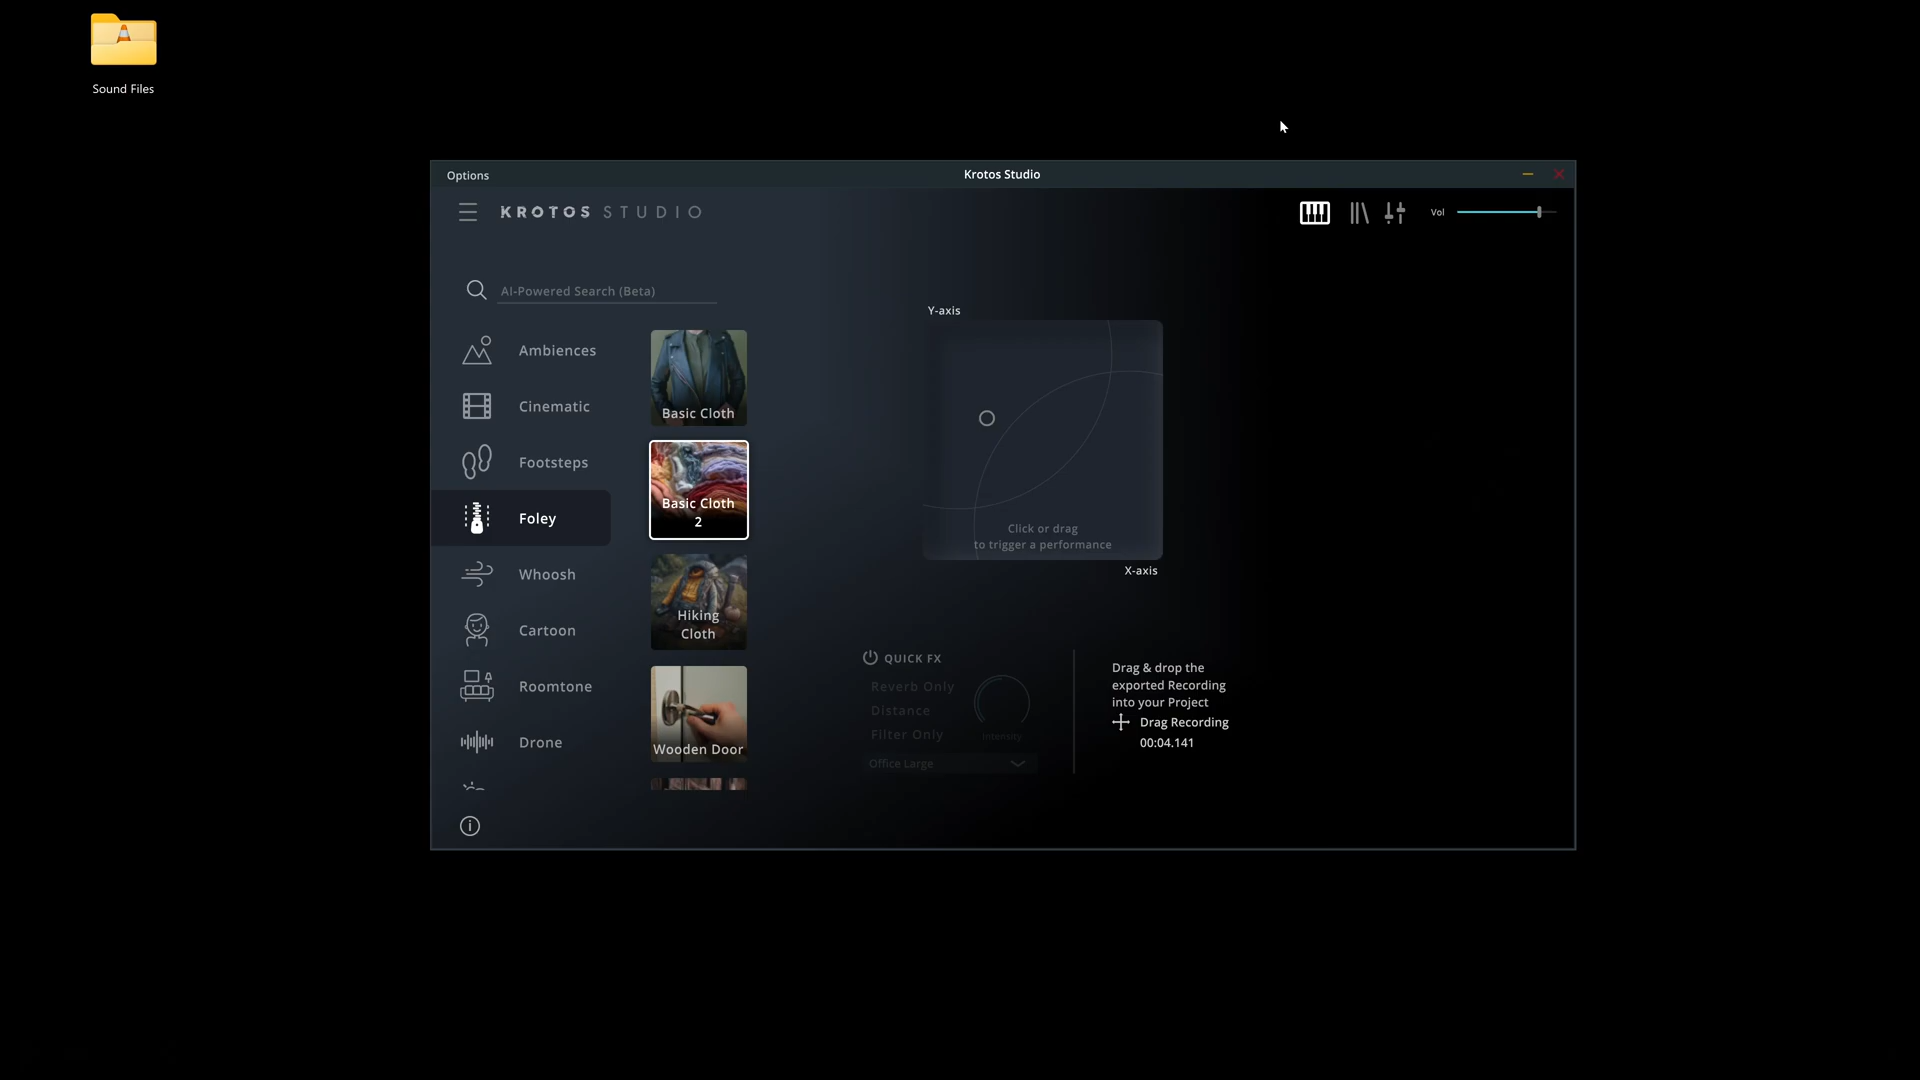 Sound Files
Options
Krotos Studio
KROTOS STUDIO
Vol
AI-Powered Search (Beta)
Ambiences
Cinematic
Footsteps
Foley
Whoosh
Cartoon
Roomtone
Drone
Basic Cloth
Basic Cloth
2
Hiking
Cloth
Wooden Door
Y-axis
Click or drag
to trigger a performance
X-axis
QUICK FX
Reverb Only
Distance
Filter Only
Intensity
Office Large
Drag & drop the
exported Recording
into your Project
Drag Recording
00:04.141